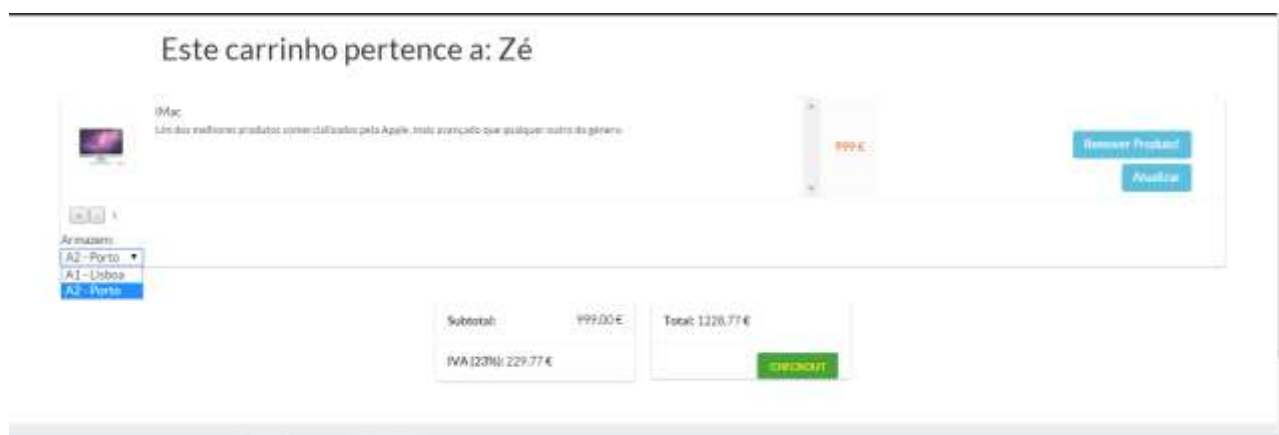 Este carrinho pertence a: Zé
iMac
Um dos melhores produtos comercializados pela Apple, mais avançado que qualquer outro do género.
999 €
Remover Produto!
Atualizar
+ - 1
Armazem:
A2 - Porto
A1 - Lisboa
A2 - Porto
Subtotal: 999.00 €
Total: 1228.77 €
IVA (23%): 229.77 €
CHECKOUT